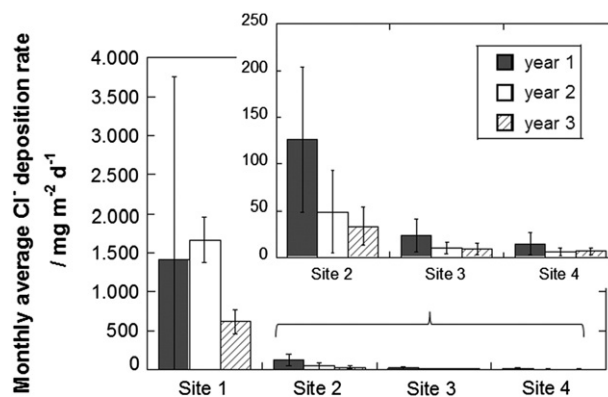 Monthly average Cl⁻ deposition rate
/ mg m⁻² d⁻¹
4.000
3.500
3.000
2.500
2.000
1.500
1.000
500
0
Site 1
Site 2
Site 3
Site 4
250
200
150
100
50
0
Site 2
Site 3
Site 4
year 1
year 2
year 3